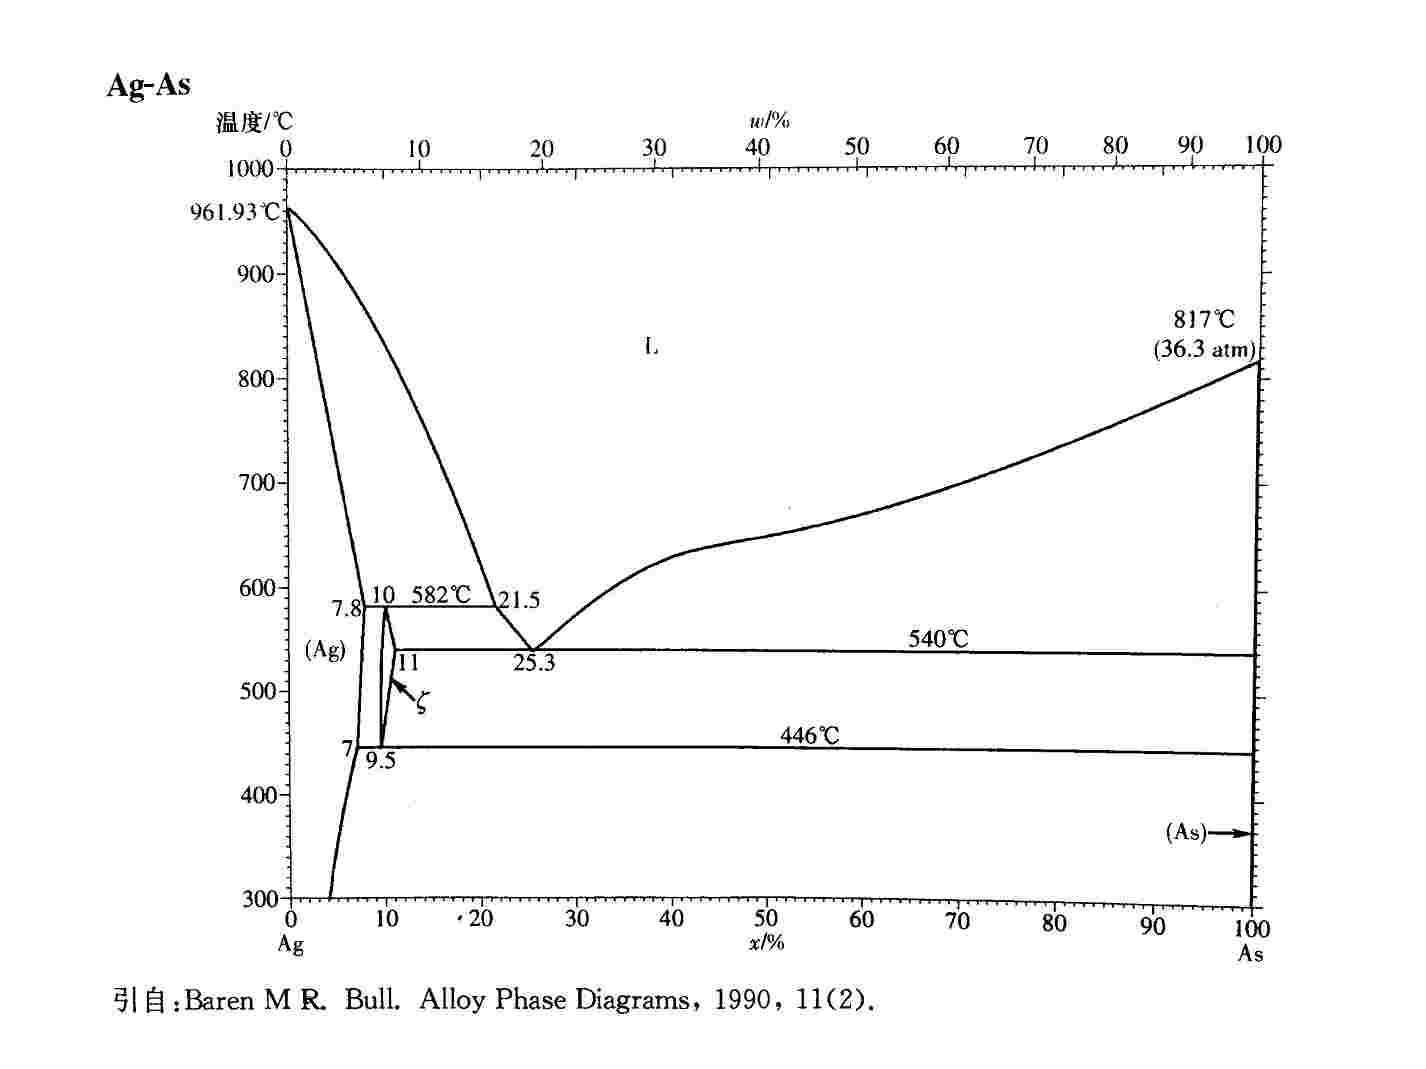 Ag-As
温度/℃
w/%
0 10 20 30 40 50 60 70 80 90 100
1000
961.93℃
900
817℃
(36.3 atm)
L
800
700
600
10 582℃ 21.5
7.8
(Ag)
540℃
11 25.3
500
ζ
446℃
7
9.5
400
(As)
300
0 10 20 30 40 50 60 70 80 90 100
Ag x/% As
引自:Baren M R. Bull. Alloy Phase Diagrams, 1990, 11(2).